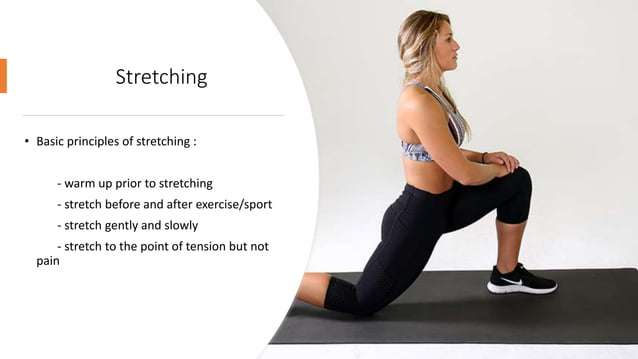 Stretching
• Basic principles of stretching :
- warm up prior to stretching
- stretch before and after exercise/sport
- stretch gently and slowly
- stretch to the point of tension but not
pain